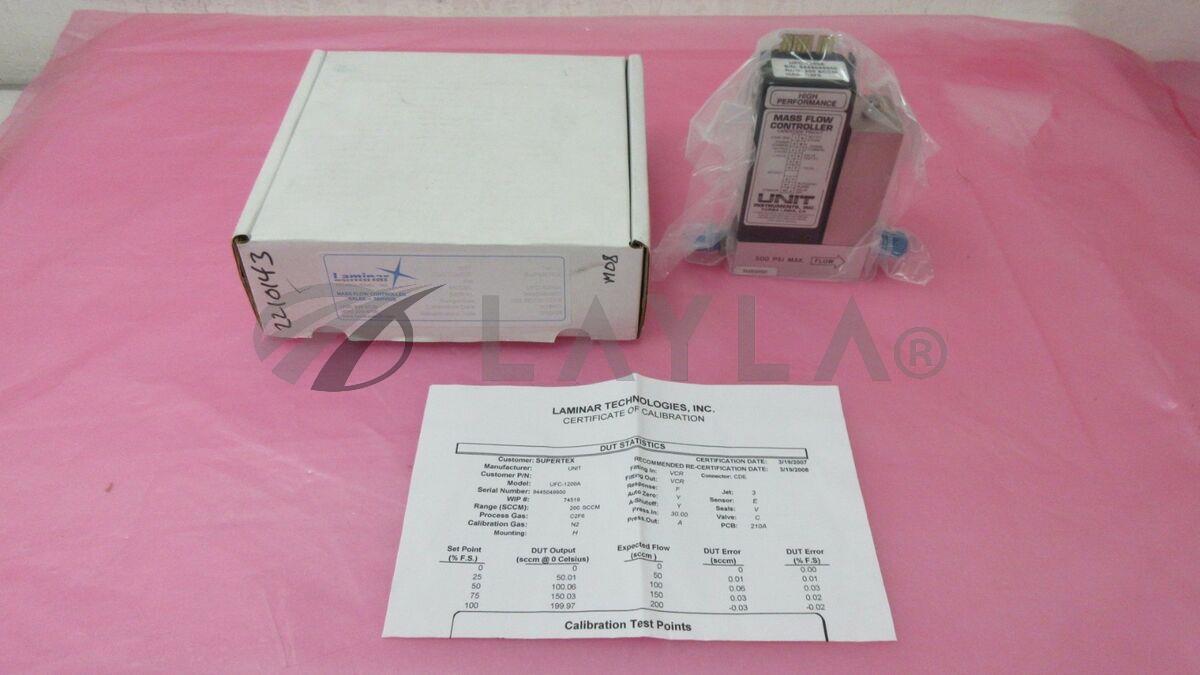 2210143
M08
Laminar
MASS FLOW CONTROLLER
SALES - SERVICE
HIGH
PERFORMANCE
MASS FLOW
CONTROLLER
UNIT
INSTRUMENTS, INC.
YORBA LINDA, CA
500 PSI MAX.
FLOW
LAYLA®
LAMINAR TECHNOLOGIES, INC.
CERTIFICATE OF CALIBRATION
DUT STATISTICS
Customer: SUPERTEX
Manufacturer: UNIT
Customer P/N:
Model: UFC-1200A
Serial Number: 9445049900
WIP #: 74519
Range (SCCM): 200 SCCM
Process Gas: C2F6
Calibration Gas: N2
Mounting: H
CERTIFICATION DATE: 3/19/2007
RECOMMENDED RE-CERTIFICATION DATE: 3/19/2008
Fitting In: VCR
Fitting Out: VCR
Response: F
Auto Zero: Y
A-Shutoff: Y
Press.In: 30.00
Press.Out: A
Connector: CDE
Jet: 3
Sensor: E
Seals: V
Valve: C
PCB: 210A
Set Point (% F.S.) DUT Output (sccm @ 0 Celsius) Expected Flow (sccm ) DUT Error (sccm) DUT Error (% F.S)
0 0 0 0 0.00
25 50.01 50 0.01 0.01
50 100.06 100 0.06 0.03
75 150.03 150 0.03 0.02
100 199.97 200 -0.03 -0.02
Calibration Test Points